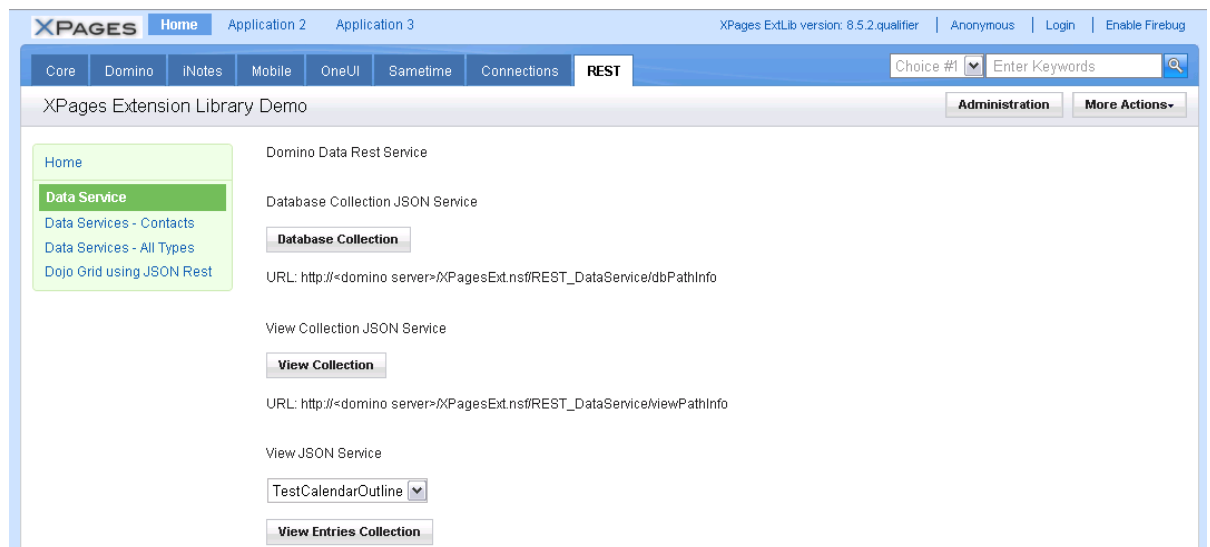 XPAGES Home Application 2 Application 3 XPages ExtLib version: 8.5.2.qualifier | Anonymous | Login | Enable Firebug
Core Domino iNotes Mobile OneUI Sametime Connections REST Choice #1 Enter Keywords
XPages Extension Library Demo Administration More Actions
Home
Data Service
Data Services - Contacts
Data Services - All Types
Dojo Grid using JSON Rest
Domino Data Rest Service
Database Collection JSON Service
Database Collection
URL: http://<domino server>/XPagesExt.nsf/REST_DataService/dbPathInfo
View Collection JSON Service
View Collection
URL: http://<domino server>/XPagesExt.nsf/REST_DataService/viewPathInfo
View JSON Service
TestCalendarOutline
View Entries Collection